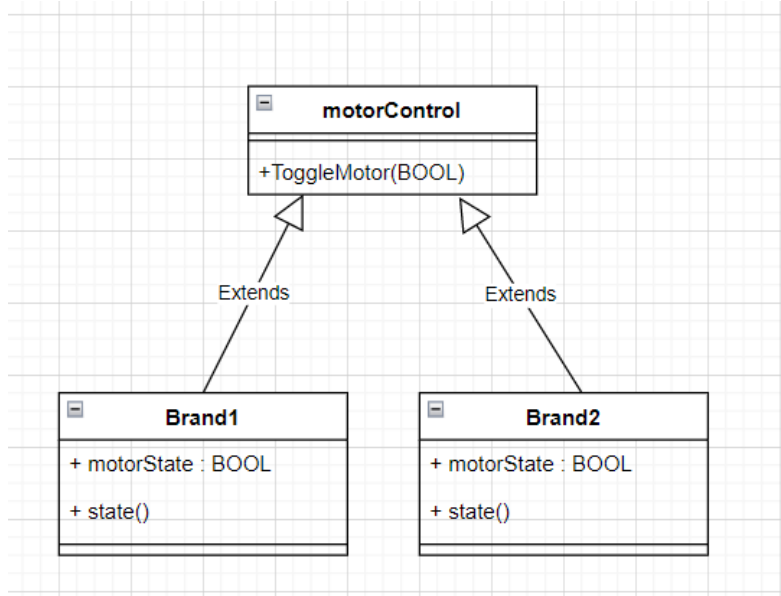 motorControl
+ToggleMotor(BOOL)
Extends
Extends
Brand1
+ motorState : BOOL
+ state()
Brand2
+ motorState : BOOL
+ state()